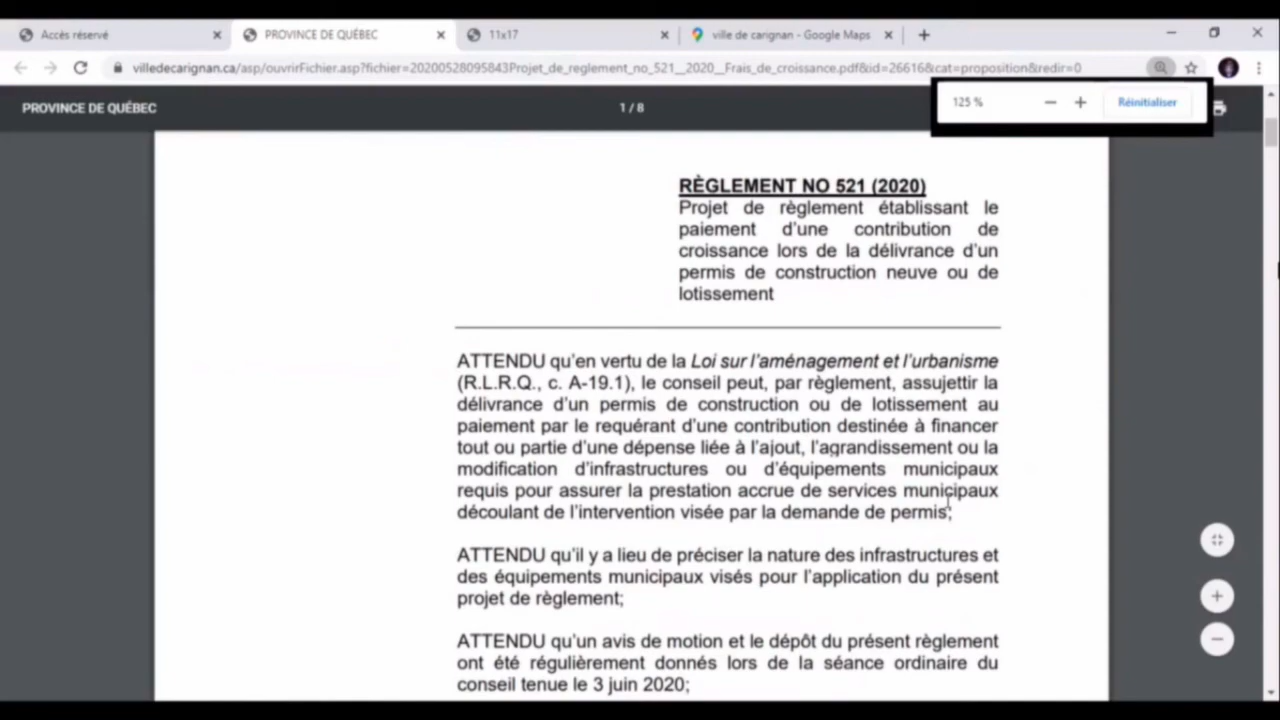 Accès réservé
PROVINCE DE QUÉBEC
11x17
ville de carignan - Google Maps
villedecarignan.ca/asp/ouvrirFichier.asp?fichier=20200528095843Projet_de_reglement_no_521__2020__Frais_de_croissance.pdf&id=26616&cat=proposition&redir=0
PROVINCE DE QUÉBEC
1 / 8
125 %
Réinitialiser
RÈGLEMENT NO 521 (2020)
Projet de règlement établissant le
paiement d'une contribution de
croissance lors de la délivrance d'un
permis de construction neuve ou de
lotissement
ATTENDU qu'en vertu de la Loi sur l'aménagement et l'urbanisme
(R.L.R.Q., c. A-19.1), le conseil peut, par règlement, assujettir la
délivrance d'un permis de construction ou de lotissement au
paiement par le requérant d'une contribution destinée à financer
tout ou partie d'une dépense liée à l'ajout, l'agrandissement ou la
modification d'infrastructures ou d'équipements municipaux
requis pour assurer la prestation accrue de services municipaux
découlant de l'intervention visée par la demande de permis;
ATTENDU qu'il y a lieu de préciser la nature des infrastructures et
des équipements municipaux visés pour l'application du présent
projet de règlement;
ATTENDU qu'un avis de motion et le dépôt du présent règlement
ont été régulièrement donnés lors de la séance ordinaire du
conseil tenue le 3 juin 2020;